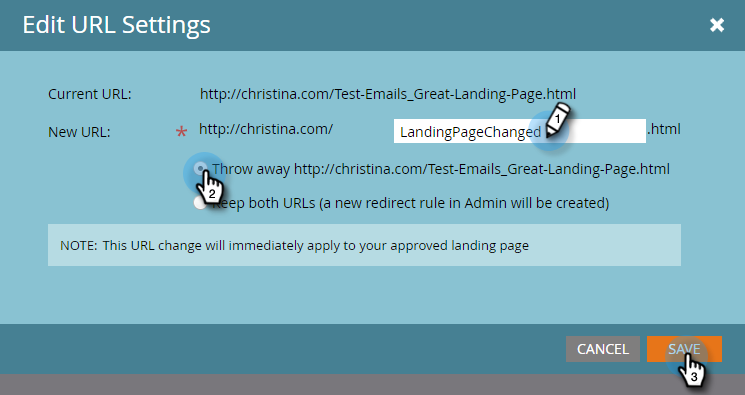 Edit URL Settings
Current URL: http://christina.com/Test-Emails_Great-Landing-Page.html
New URL: * http://christina.com/ LandingPageChanged .html
1
Throw away http://christina.com/Test-Emails_Great-Landing-Page.html
2
Keep both URLs (a new redirect rule in Admin will be created)
NOTE: This URL change will immediately apply to your approved landing page
CANCEL SAVE
3